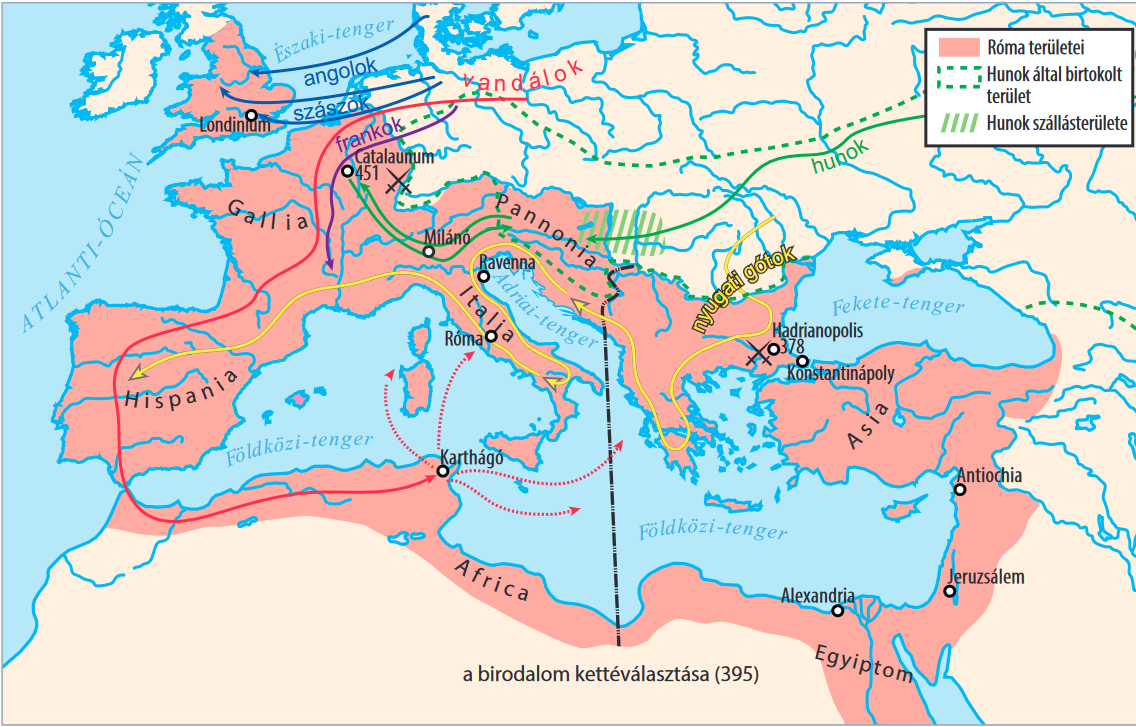 Északi-tenger
angolok
szászok
Londinium
vandálok
frankok
Catalaunum
451
ATLANTI-ÓCEÁN
Gallia
Pannonia
hunok
Milánó
Ravenna
Adriai-tenger
Itália
Róma
nyugati gótok
Fekete-tenger
Hadrianopolis
378
Konstantinápoly
Hispania
Asia
Földközi-tenger
Karthágó
Antiochia
Földközi-tenger
Africa
Alexandria
Jeruzsálem
Egyiptom
a birodalom kettéválasztása (395)
Róma területei
Hunok által birtokolt
terület
Hunok szállásterülete